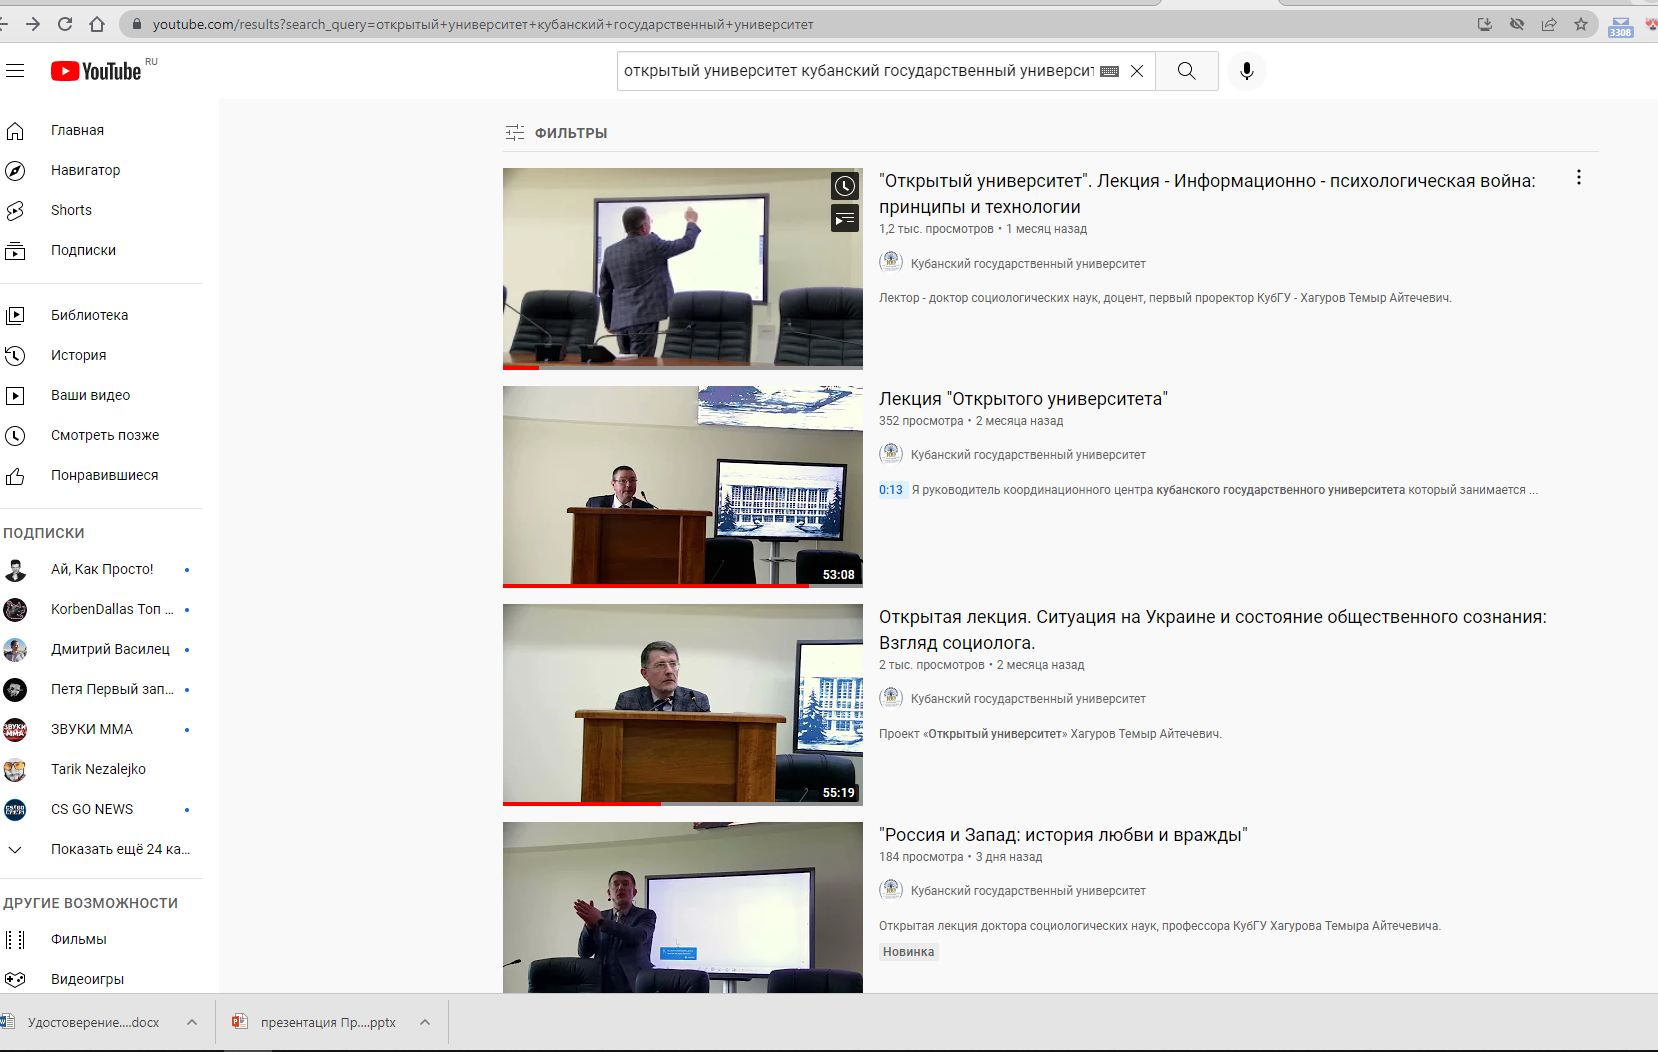 youtube.com/results?search_query=открытый+университет+кубанский+государственный+университет
3308
YouTube RU
открытый университет кубанский государственный университ
Главная
Навигатор
Shorts
Подписки
Библиотека
История
Ваши видео
Смотреть позже
Понравившиеся
ПОДПИСКИ
Ай, Как Просто!
KorbenDallas Топ ...
Дмитрий Василец
Петя Первый зап...
ЗВУКИ ММА
ЗВУКИ ММА
Tarik Nezalejko
CS GO NEWS
Показать ещё 24 ка...
ДРУГИЕ ВОЗМОЖНОСТИ
Фильмы
Видеоигры
ФИЛЬТРЫ
"Открытый университет". Лекция - Информационно - психологическая война:
принципы и технологии
1,2 тыс. просмотров • 1 месяц назад
Кубанский государственный университет
Лектор - доктор социологических наук, доцент, первый проректор КубГУ - Хагуров Темыр Айтечевич.
53:08
Лекция "Открытого университета"
352 просмотра • 2 месяца назад
Кубанский государственный университет
0:13 Я руководитель координационного центра кубанского государственного университета который занимается ...
55:19
Открытая лекция. Ситуация на Украине и состояние общественного сознания:
Взгляд социолога.
2 тыс. просмотров • 2 месяца назад
Кубанский государственный университет
Проект «Открытый университет» Хагуров Темыр Айтечевич.
"Россия и Запад: история любви и вражды"
184 просмотра • 3 дня назад
Кубанский государственный университет
Открытая лекция доктора социологических наук, профессора КубГУ Хагурова Темыра Айтечевича.
Новинка
Удостоверение....docx
презентация Пр....pptx